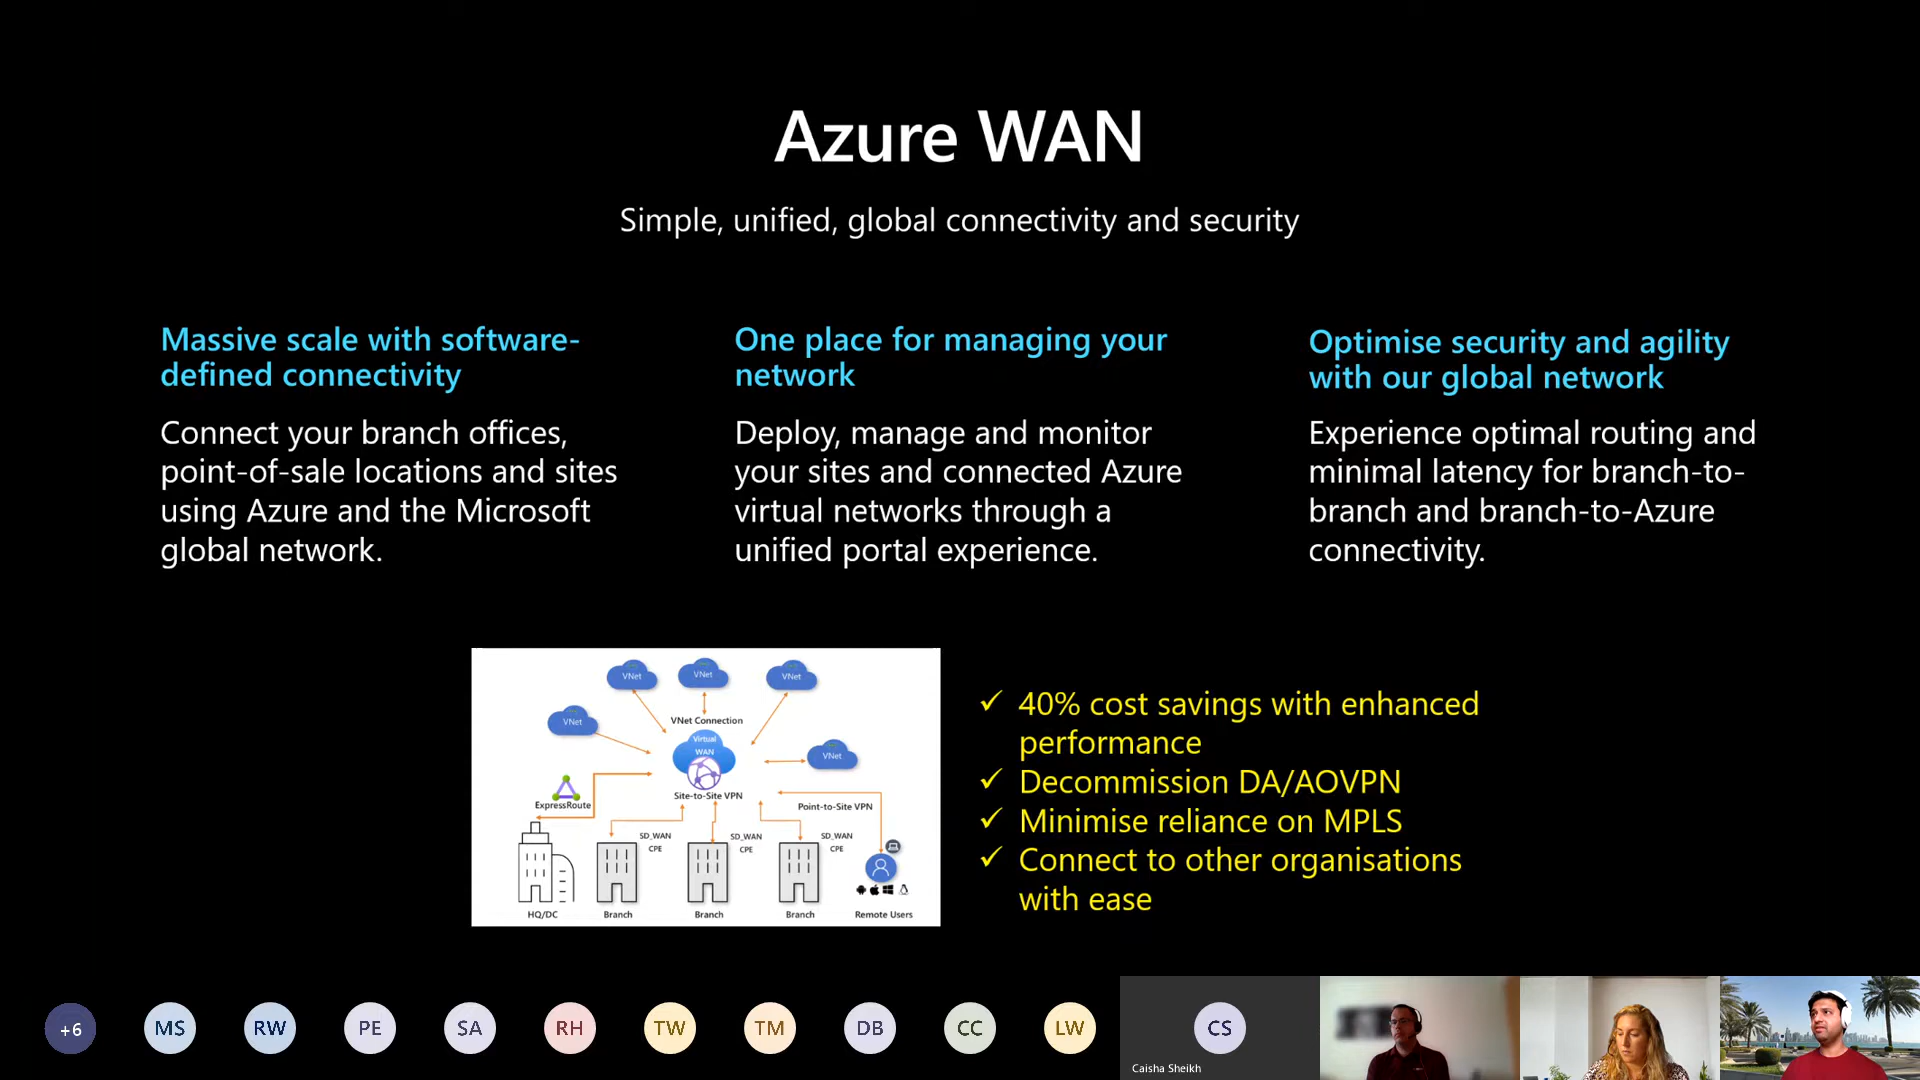 Azure WAN
Simple, unified, global connectivity and security
Massive scale with software-
defined connectivity
Connect your branch offices,
point-of-sale locations and sites
using Azure and the Microsoft
global network.
One place for managing your
network
Deploy, manage and monitor
your sites and connected Azure
virtual networks through a
unified portal experience.
Optimise security and agility
with our global network
Experience optimal routing and
minimal latency for branch-to-
branch and branch-to-Azure
connectivity.
VNet
VNet
VNet
VNet
VNet Connection
Virtual
WAN
VNet
Site-to-Site VPN
ExpressRoute
Point-to-Site VPN
SD_WAN
CPE
SD_WAN
CPE
SD_WAN
CPE
HQ/DC
Branch
Branch
Branch
Remote Users
✓ 40% cost savings with enhanced
performance
✓ Decommission DA/AOVPN
✓ Minimise reliance on MPLS
✓ Connect to other organisations
with ease
+6
MS
RW
PE
SA
RH
TW
TM
DB
CC
LW
CS
Caisha Sheikh